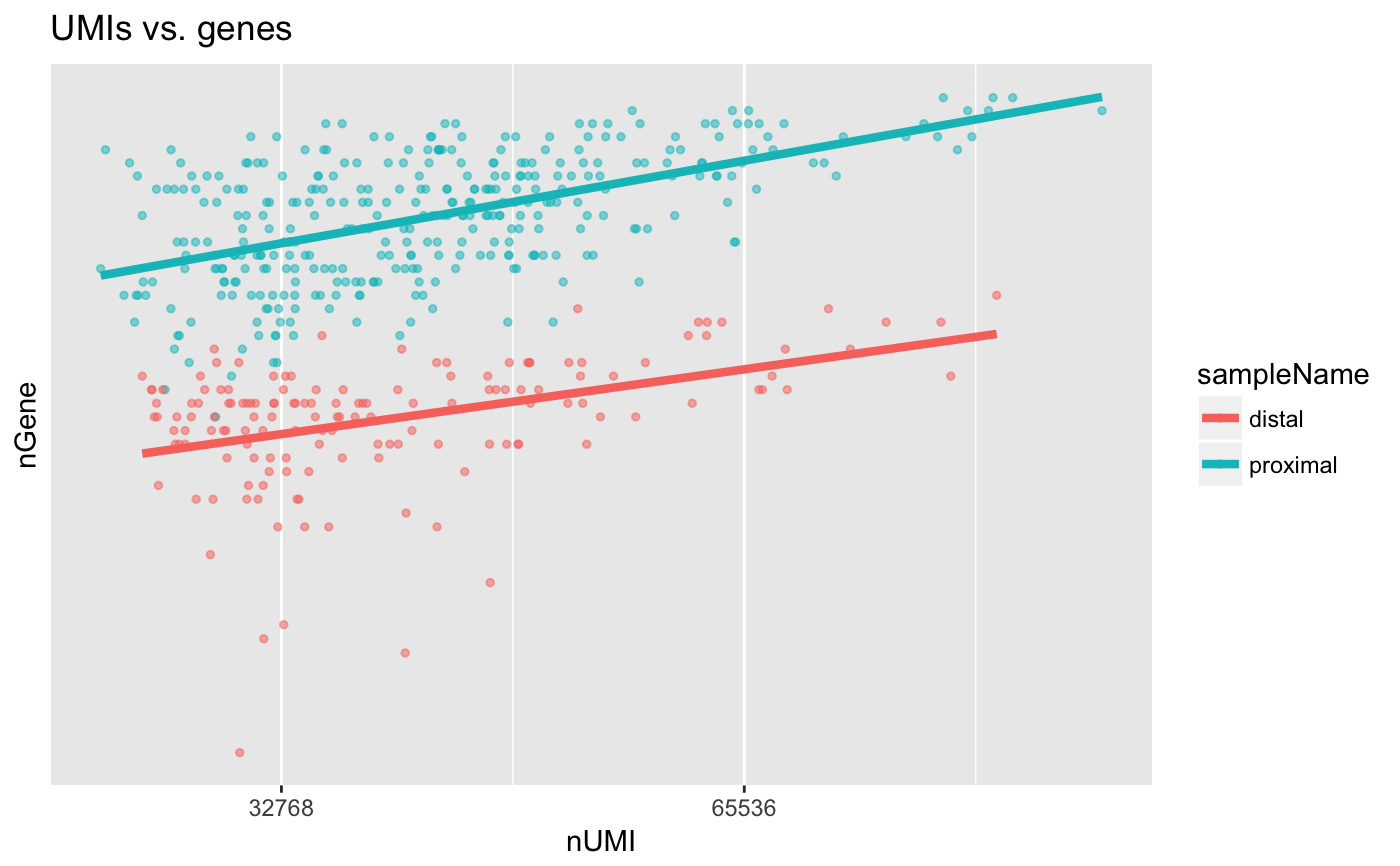 UMIs vs. genes
nGene
32768
65536
nUMI
sampleName
distal
proximal